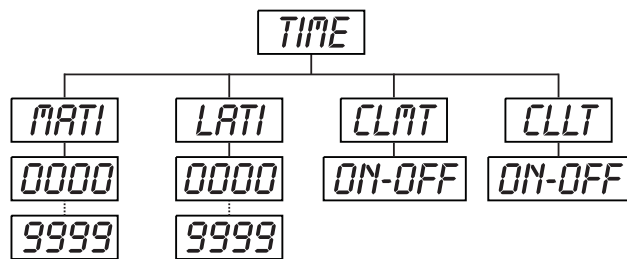 TIME
MATI LATI CLMT CLLT
0000 0000 ON-OFF ON-OFF
9999 9999